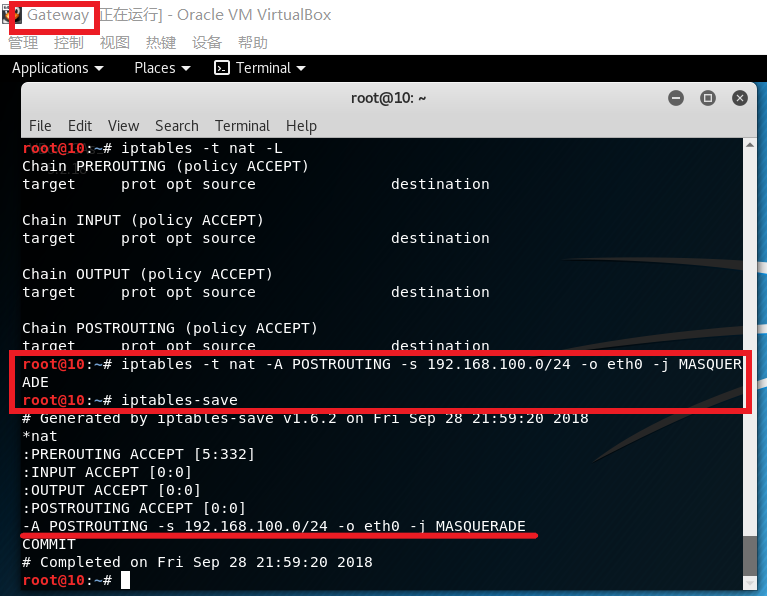 Gateway [正在运行] - Oracle VM VirtualBox
管理 控制 视图 热键 设备 帮助
Applications Places Terminal
root@10: ~
File Edit View Search Terminal Help
root@10:~# iptables -t nat -L
Chain PREROUTING (policy ACCEPT)
target prot opt source destination
Chain INPUT (policy ACCEPT)
target prot opt source destination
Chain OUTPUT (policy ACCEPT)
target prot opt source destination
Chain POSTROUTING (policy ACCEPT)
target prot opt source destination
root@10:~# iptables -t nat -A POSTROUTING -s 192.168.100.0/24 -o eth0 -j MASQUER
ADE
root@10:~# iptables-save
# Generated by iptables-save v1.6.2 on Fri Sep 28 21:59:20 2018
*nat
:PREROUTING ACCEPT [5:332]
:INPUT ACCEPT [0:0]
:OUTPUT ACCEPT [0:0]
:POSTROUTING ACCEPT [0:0]
-A POSTROUTING -s 192.168.100.0/24 -o eth0 -j MASQUERADE
COMMIT
# Completed on Fri Sep 28 21:59:20 2018
root@10:~#